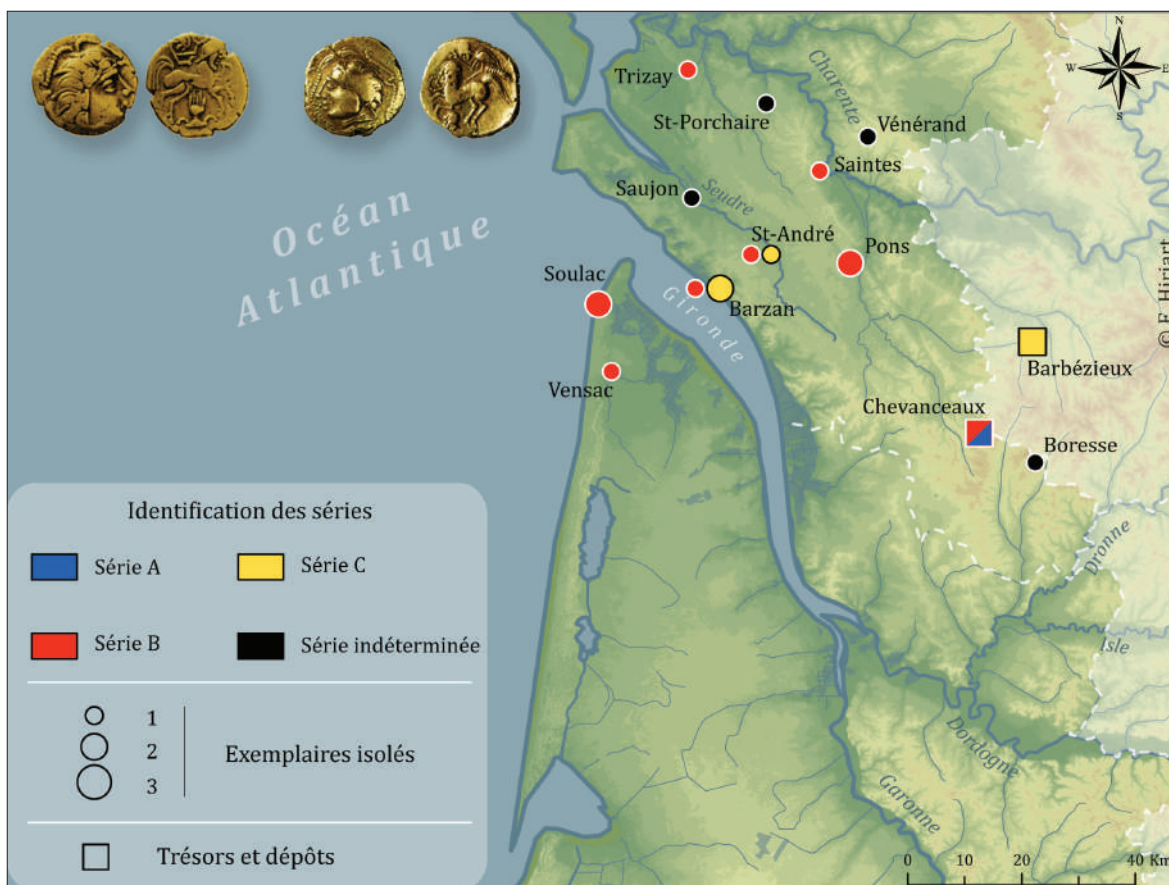 N
W
E
S
Trizay
Charente
St-Porchaire
Vénérand
Saintes
Saujon
Seudre
Océan
Atlantique
St-André
Pons
Soulac
Gironde
Barzan
© E. Hiriart
Barbézieux
Vensac
Chevanceaux
Boresse
Dronne
Isle
Dordogne
Garonne
Identification des séries
Série A
Série C
Série B
Série indéterminée
1
2
3
Exemplaires isolés
Trésors et dépôts
0 10 20 40 Km